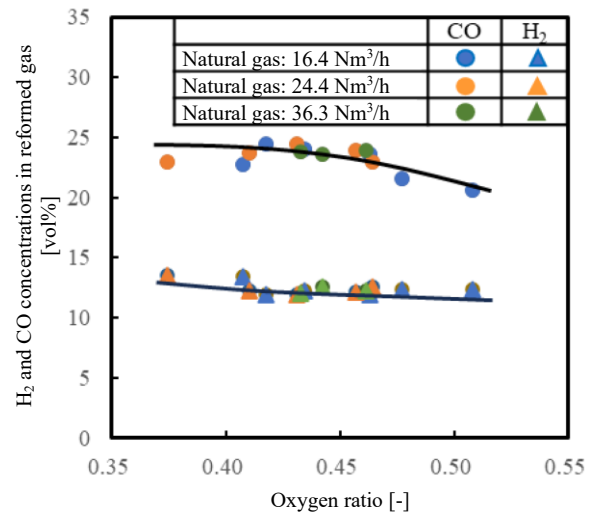 CO H₂
Natural gas: 16.4 Nm³/h
Natural gas: 24.4 Nm³/h
Natural gas: 36.3 Nm³/h
H₂ and CO concentrations in reformed gas
[vol%]
35
30
25
20
15
10
5
0
0.35 0.40 0.45 0.50 0.55
Oxygen ratio [-]